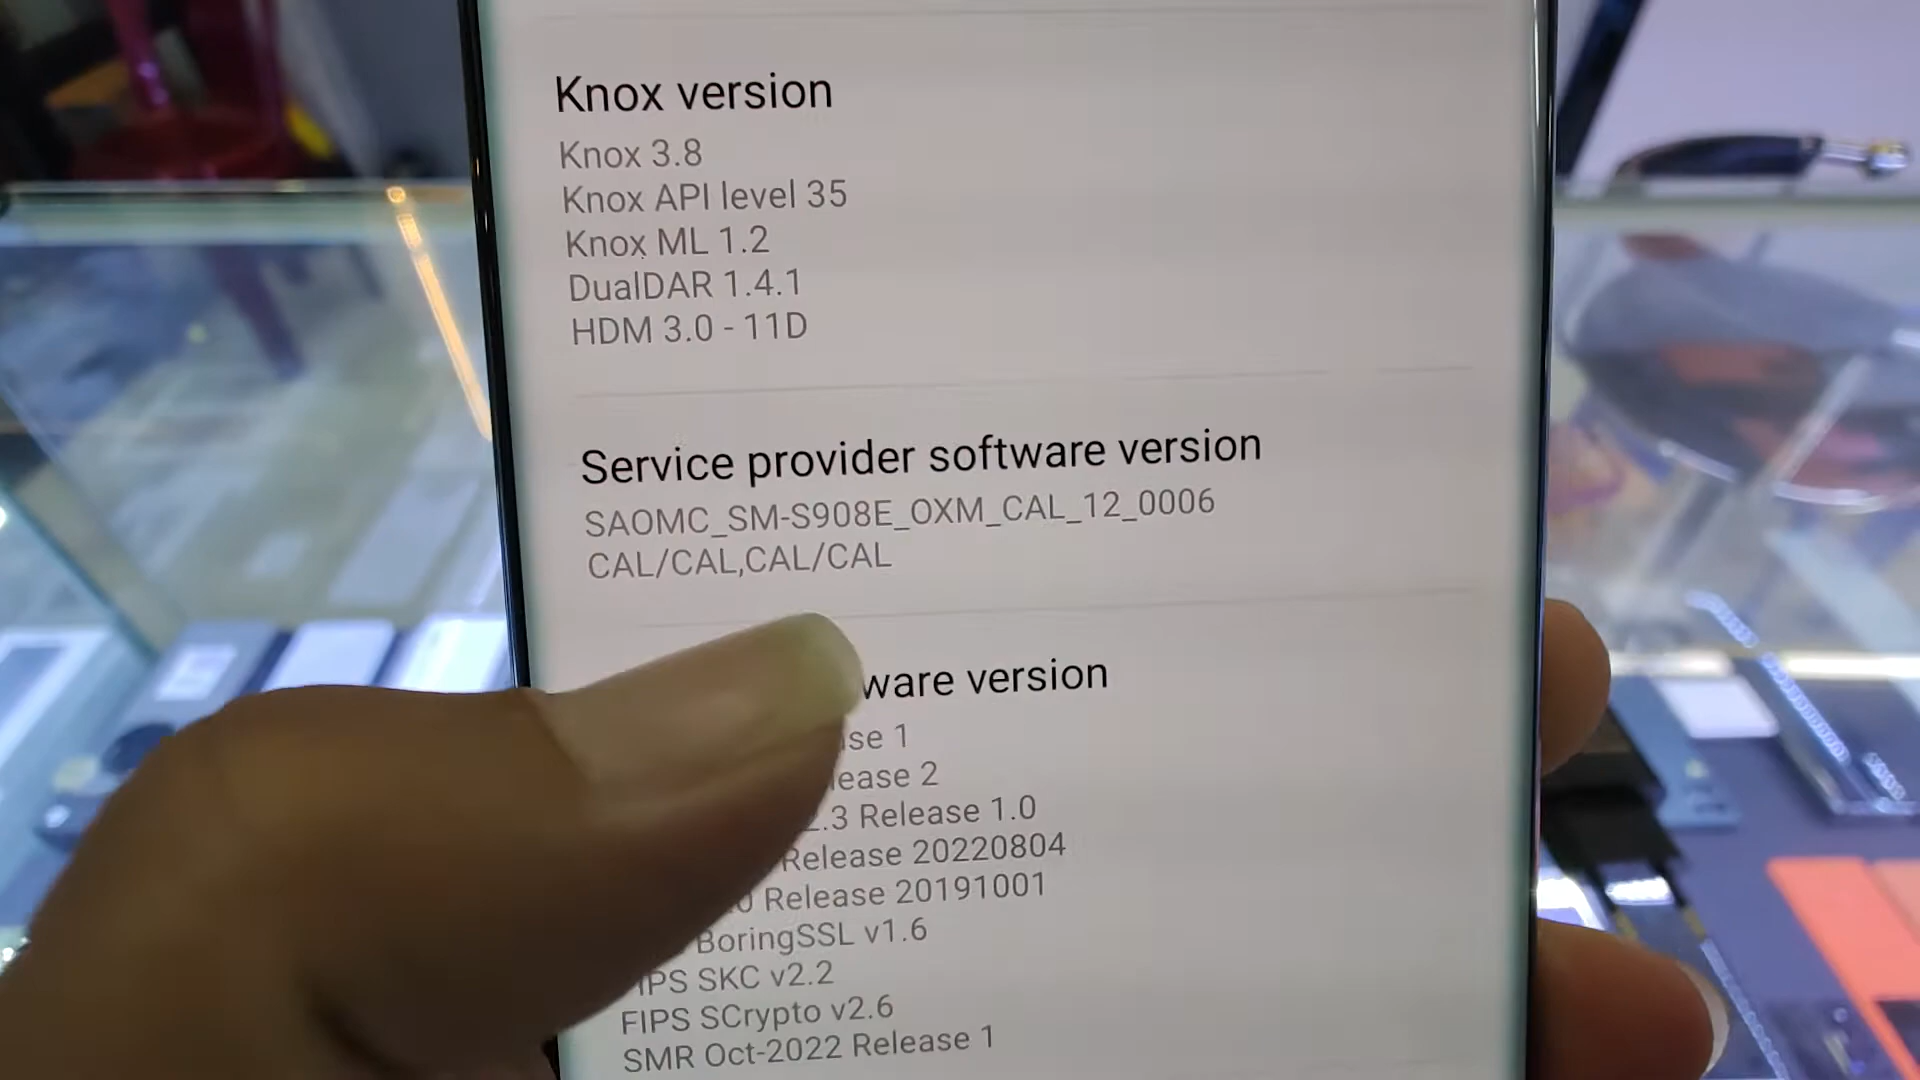 Knox version
Knox 3.8
Knox API level 35
Knox ML 1.2
DualDAR 1.4.1
HDM 3.0 - 11D
Service provider software version
SAOMC_SM-S908E_OXM_CAL_12_0006
CAL/CAL,CAL/CAL
ware version
1
2
.3 Release 1.0
Release 20220804
Release 20191001
BoringSSL v1.6
SKC v2.2
FIPS SCrypto v2.6
SMR Oct-2022 Release 1